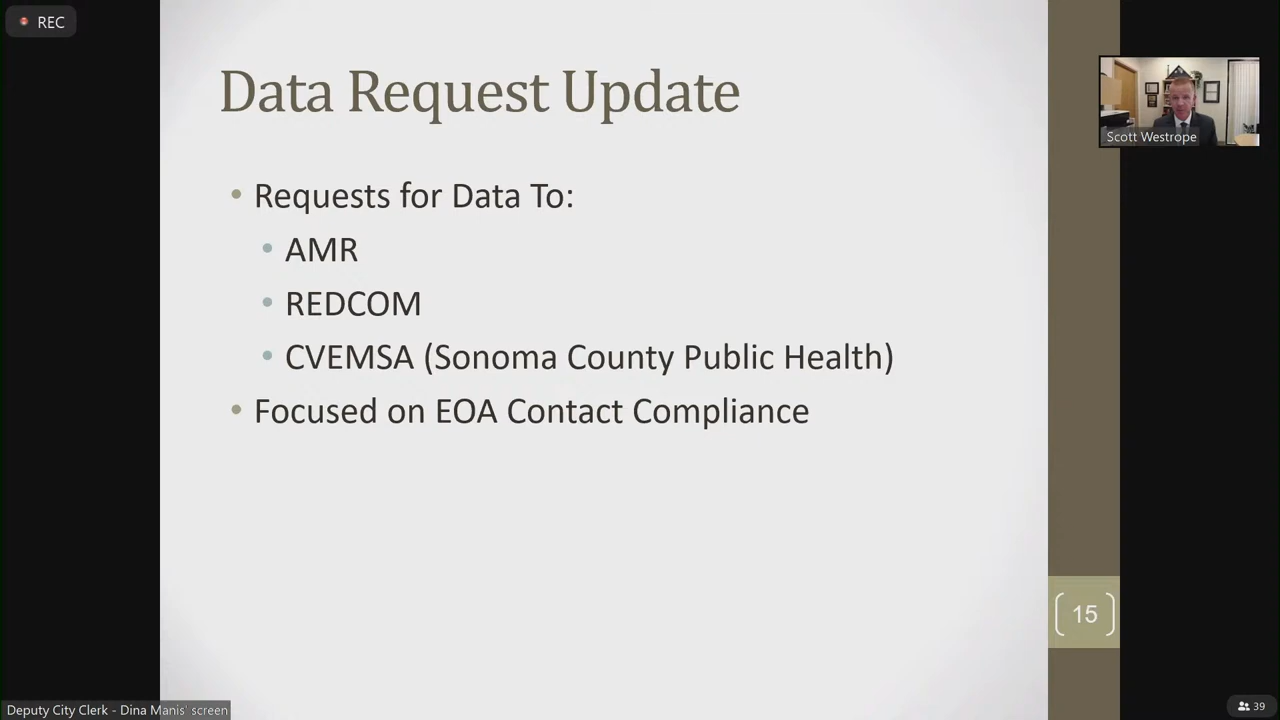 REC
Data Request Update
Scott Westrope
• Requests for Data To:
• AMR
• REDCOM
• CVEMSA (Sonoma County Public Health)
• Focused on EOA Contact Compliance
15
Deputy City Clerk - Dina Manis' screen
39